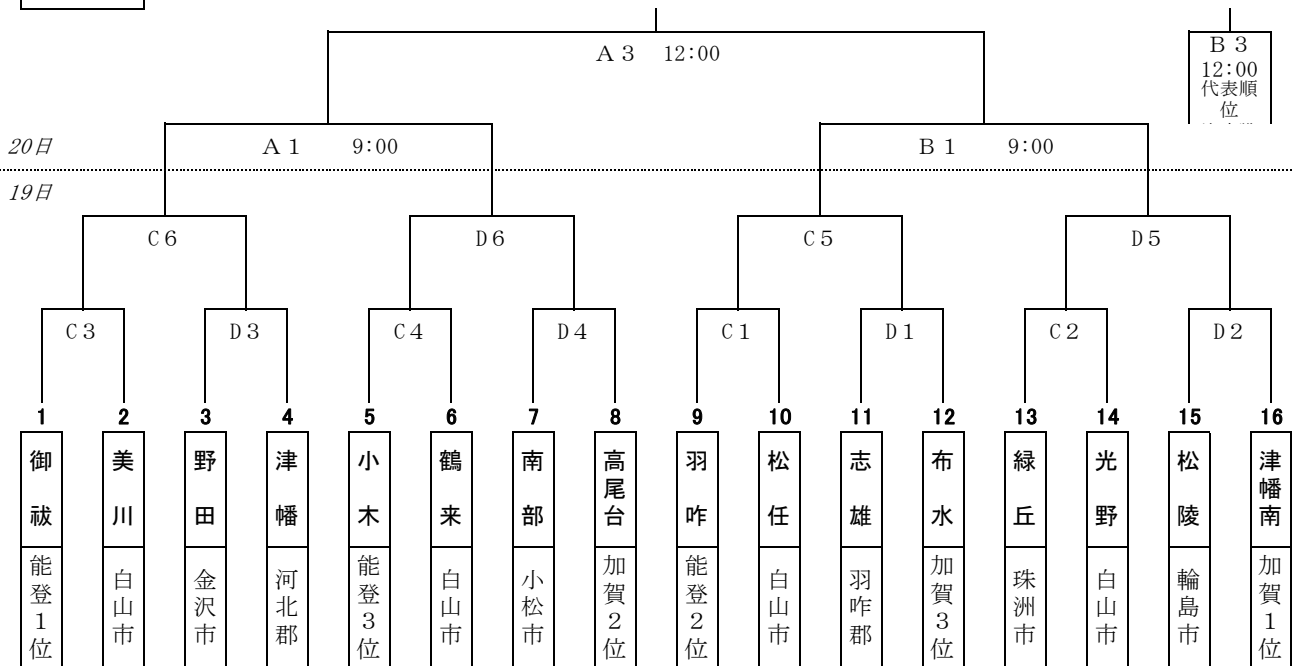 Ａ３　12:00
Ｂ３
12:00
代表順
位
20日
Ａ１　9:00
Ｂ１　9:00
19日
Ｃ６
Ｄ６
Ｃ５
Ｄ５
Ｃ３
Ｄ３
Ｃ４
Ｄ４
Ｃ１
Ｄ１
Ｃ２
Ｄ２
1 2 3 4 5 6 7 8 9 10 11 12 13 14 15 16
御祓
美川
野田
津幡
小木
鶴来
南部
高尾台
羽咋
松任
志雄
布水
緑丘
光野
松陵
津幡南
能登１位
白山市
金沢市
河北郡
能登３位
白山市
小松市
加賀２位
能登２位
白山市
羽咋郡
加賀３位
珠洲市
白山市
輪島市
加賀１位